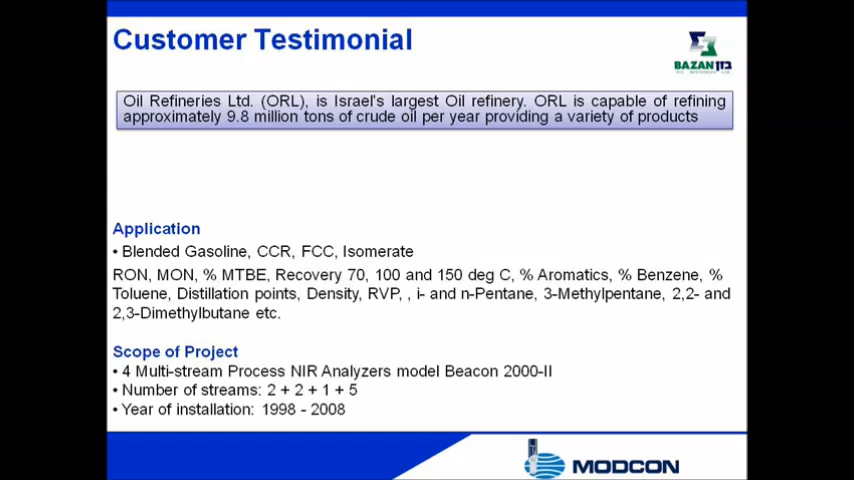 Customer Testimonial
BAZAN בזן
OIL REFINERIES LTD
Oil Refineries Ltd. (ORL), is Israel's largest Oil refinery. ORL is capable of refining
approximately 9.8 million tons of crude oil per year providing a variety of products
Application
• Blended Gasoline, CCR, FCC, Isomerate
RON, MON, % MTBE, Recovery 70, 100 and 150 deg C, % Aromatics, % Benzene, %
Toluene, Distillation points, Density, RVP, , i- and n-Pentane, 3-Methylpentane, 2,2- and
2,3-Dimethylbutane etc.
Scope of Project
• 4 Multi-stream Process NIR Analyzers model Beacon 2000-II
• Number of streams: 2 + 2 + 1 + 5
• Year of installation: 1998 - 2008
MODCON